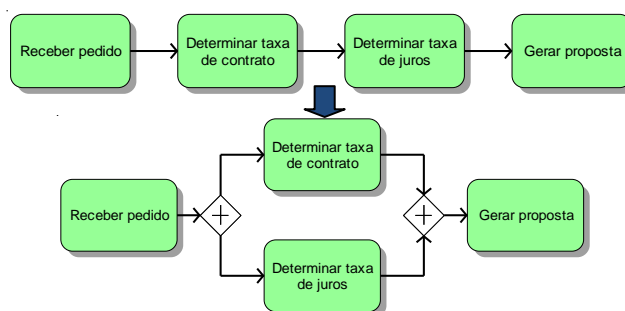 Receber pedido
Determinar taxa
de contrato
Determinar taxa
de juros
Gerar proposta
Determinar taxa
de contrato
Receber pedido
Gerar proposta
Determinar taxa
de juros